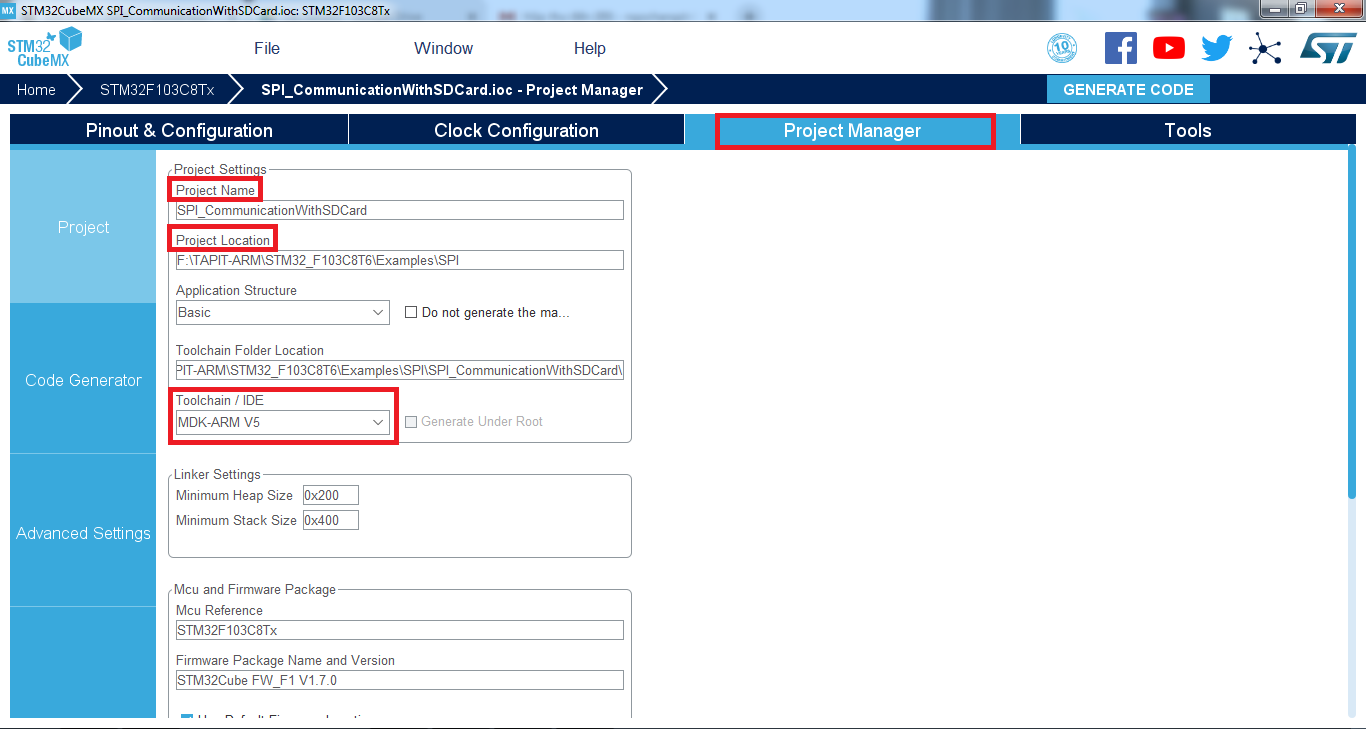 MX STM32CubeMX SPI_CommunicationWithSDCard.ioc: STM32F103C8Tx
STM32
CubeMX
File Window Help
10
ST
Home STM32F103C8Tx SPI_CommunicationWithSDCard.ioc - Project Manager GENERATE CODE
Pinout & Configuration Clock Configuration Project Manager Tools
Project
Code Generator
Advanced Settings
Project Settings
Project Name
SPI_CommunicationWithSDCard
Project Location
F:\TAPIT-ARM\STM32_F103C8T6\Examples\SPI
Application Structure
Basic Do not generate the ma...
Toolchain Folder Location
PIT-ARM\STM32_F103C8T6\Examples\SPI\SPI_CommunicationWithSDCard\
Toolchain / IDE
MDK-ARM V5 Generate Under Root
Linker Settings
Minimum Heap Size 0x200
Minimum Stack Size 0x400
Mcu and Firmware Package
Mcu Reference
STM32F103C8Tx
Firmware Package Name and Version
STM32Cube FW_F1 V1.7.0